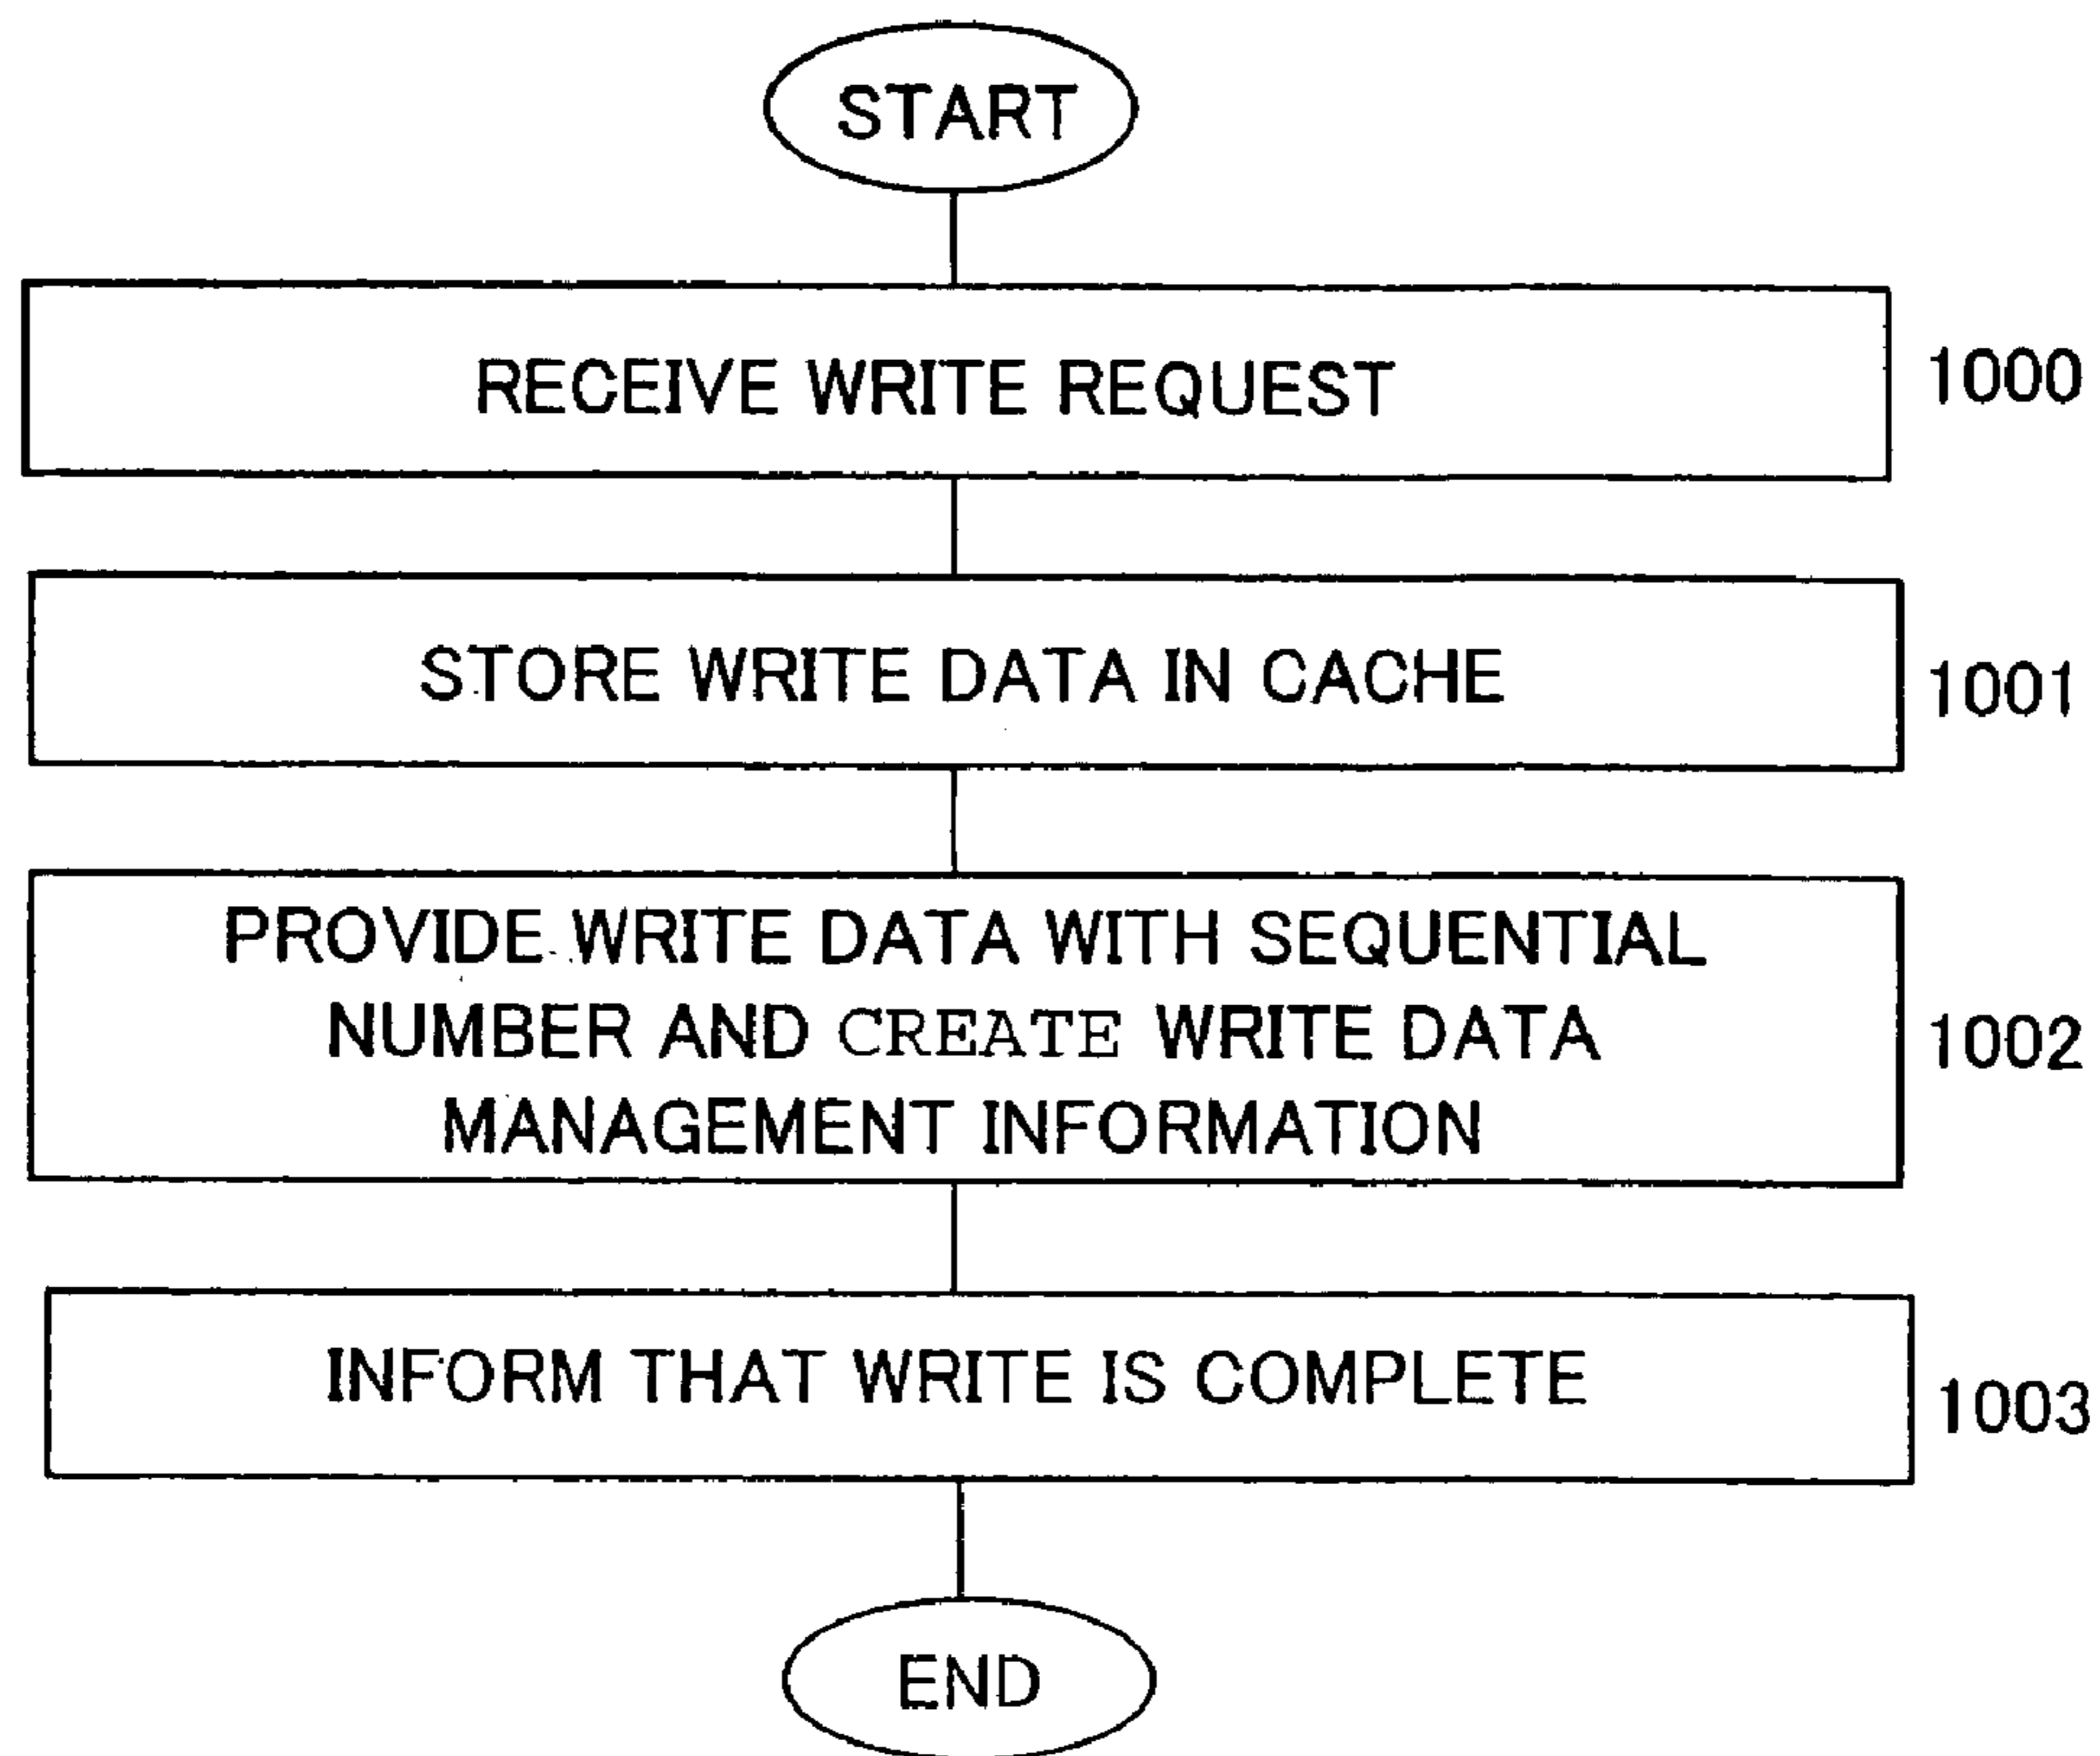 START
RECEIVE WRITE REQUEST
1000
STORE WRITE DATA IN CACHE
1001
PROVIDE WRITE DATA WITH SEQUENTIAL
NUMBER AND CREATE WRITE DATA
MANAGEMENT INFORMATION
1002
INFORM THAT WRITE IS COMPLETE
1003
END